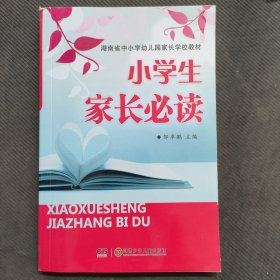 湖南省中小学幼儿园家长学校教材
小学生
家长必读
邹卓鹏 主编
XIAOXUESHENG
JIAZHANG BI DU